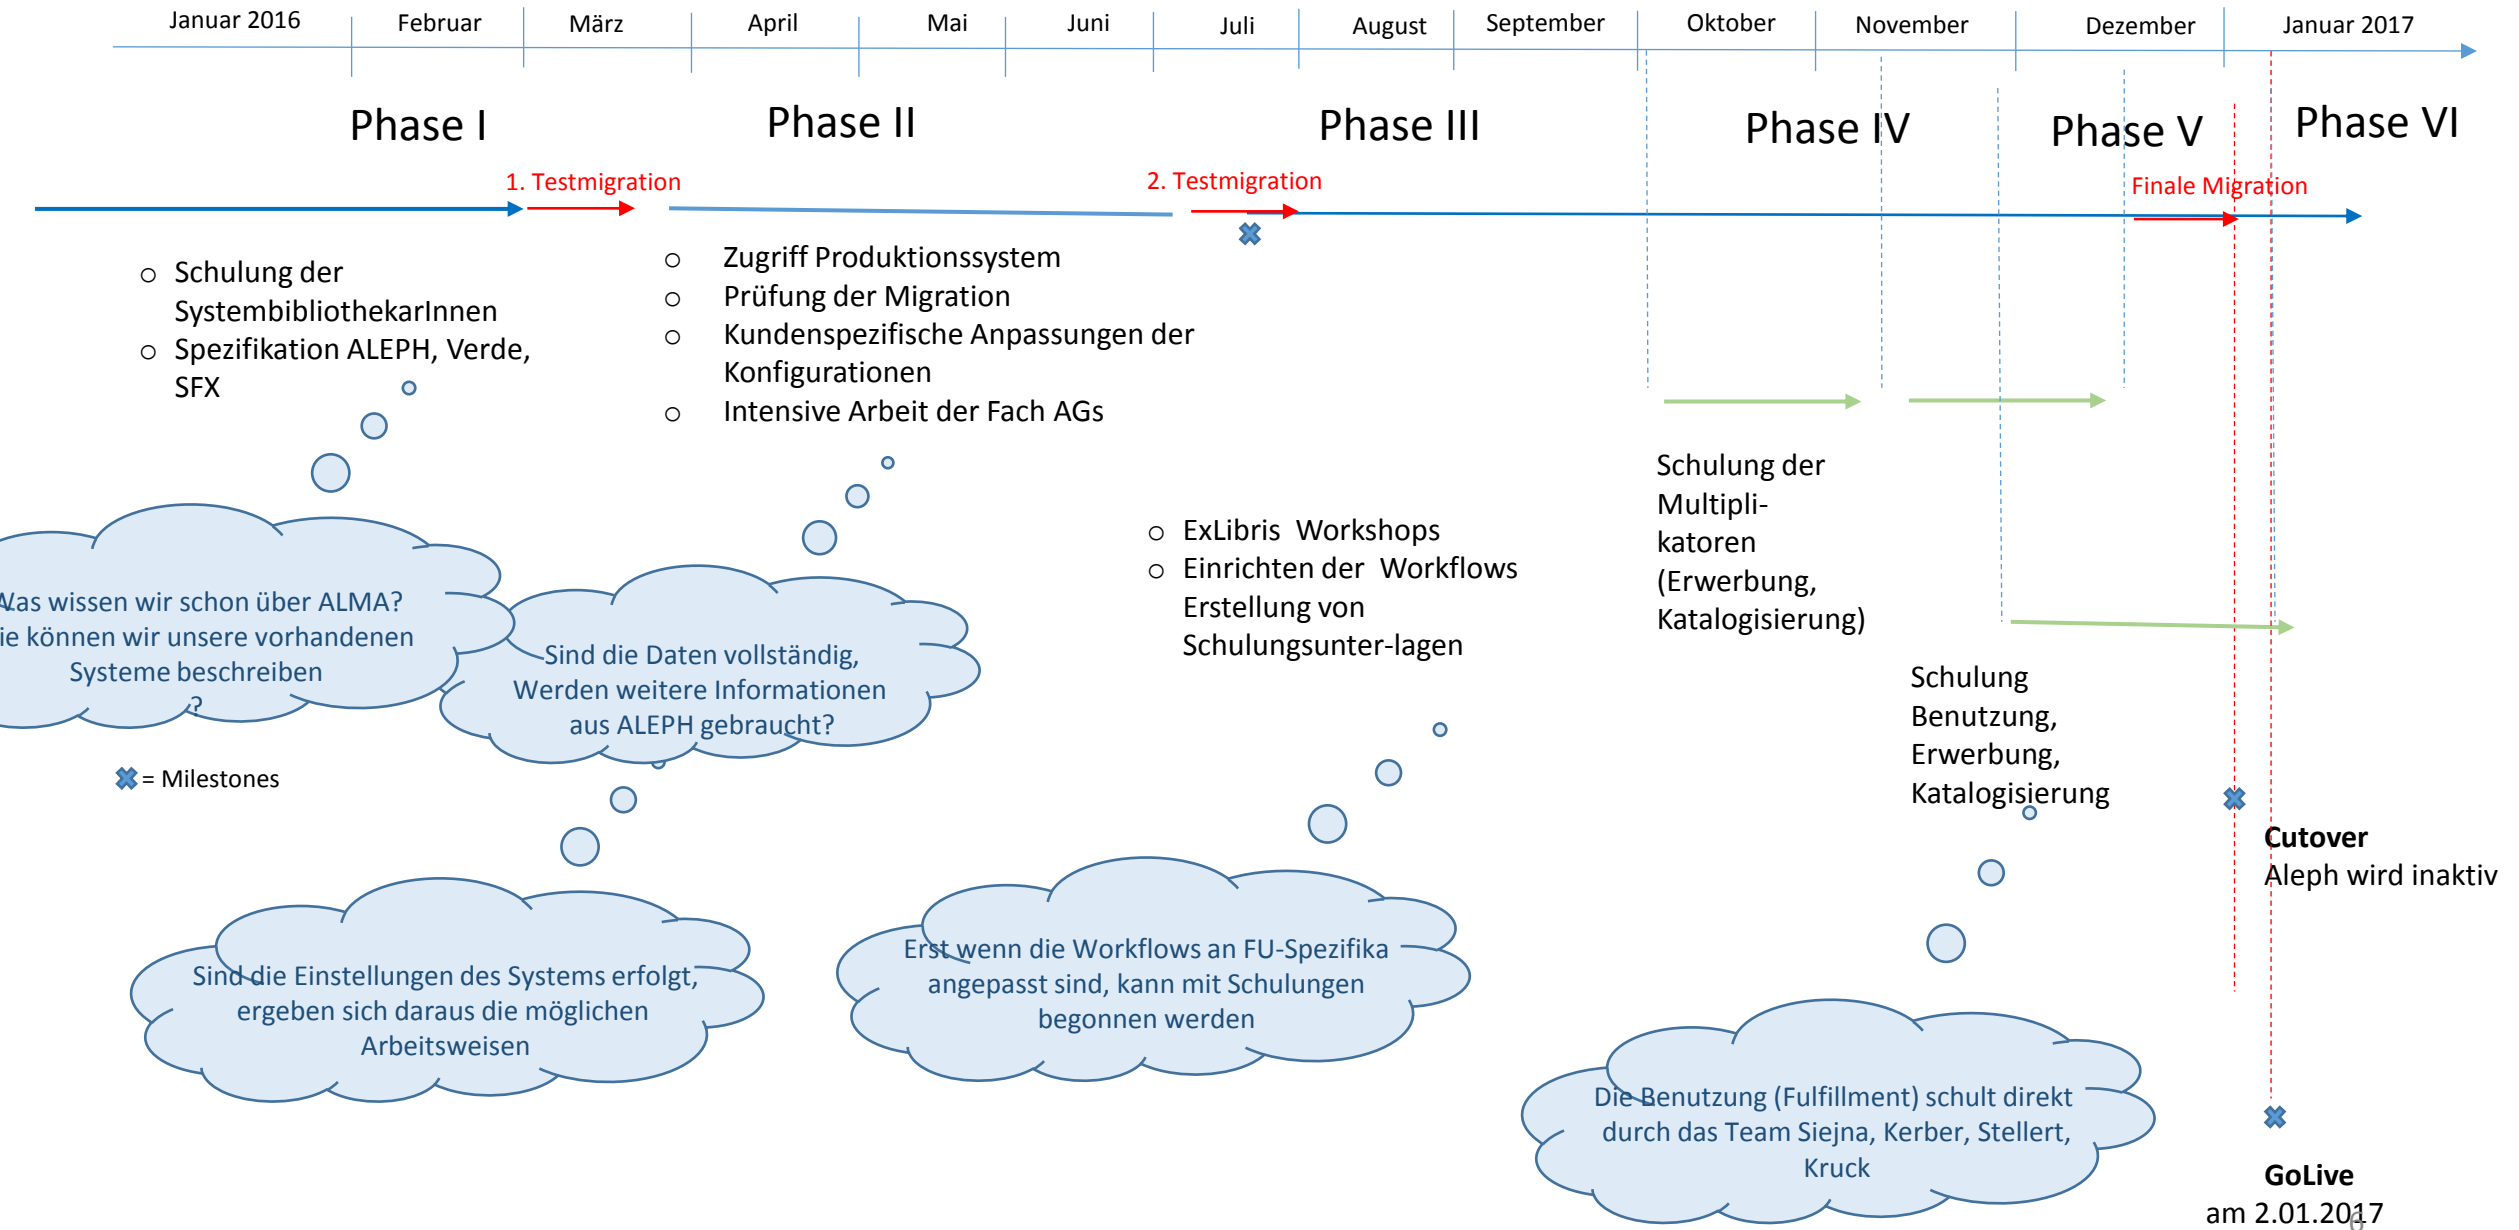 Januar 2016 Februar März April Mai Juni Juli August September Oktober November Dezember Januar 2017
Phase I
Phase II
Phase III
Phase IV
Phase V
Phase VI
1. Testmigration
2. Testmigration
Finale Migration
o Schulung der
SystembibliothekarInnen
o Spezifikation ALEPH, Verde,
SFX
o Zugriff Produktionssystem
o Prüfung der Migration
o Kundenspezifische Anpassungen der
Konfigurationen
o Intensive Arbeit der Fach AGs
o ExLibris Workshops
o Einrichten der Workflows
Erstellung von
Schulungsunter-lagen
Schulung der
Multipli-
katoren
(Erwerbung,
Katalogisierung)
Schulung
Benutzung,
Erwerbung,
Katalogisierung
Was wissen wir schon über ALMA?
ie können wir unsere vorhandenen
Systeme beschreiben
?
Sind die Daten vollständig,
Werden weitere Informationen
aus ALEPH gebraucht?
= Milestones
Sind die Einstellungen des Systems erfolgt,
ergeben sich daraus die möglichen
Arbeitsweisen
Erst wenn die Workflows an FU-Spezifika
angepasst sind, kann mit Schulungen
begonnen werden
Die Benutzung (Fulfillment) schult direkt
durch das Team Siejna, Kerber, Stellert,
Kruck
Cutover
Aleph wird inaktiv
GoLive
am 2.01.2017
6